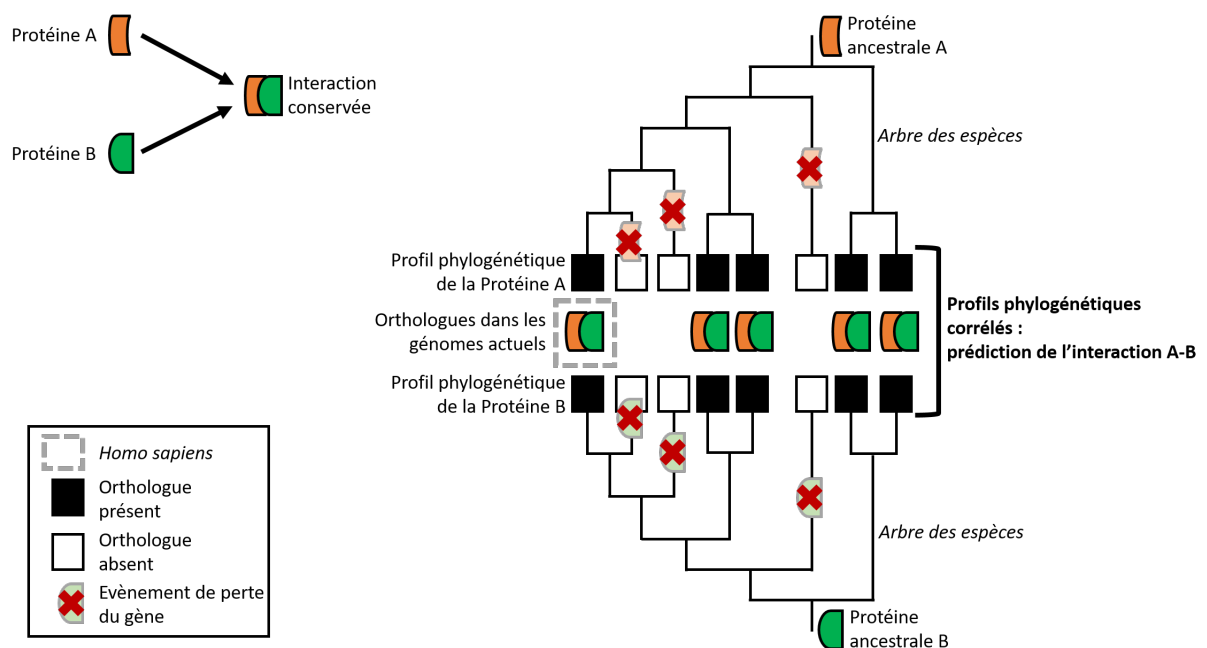 Protéine A
Interaction
conservée
Protéine B
Protéine
ancestrale A
Arbre des espèces
Profil phylogénétique
de la Protéine A
Orthologues dans les
génomes actuels
Profil phylogénétique
de la Protéine B
Profils phylogénétiques
corrélés :
prédiction de l'interaction A-B
Homo sapiens
Orthologue
présent
Orthologue
absent
Evènement de perte
du gène
Arbre des espèces
Protéine
ancestrale B